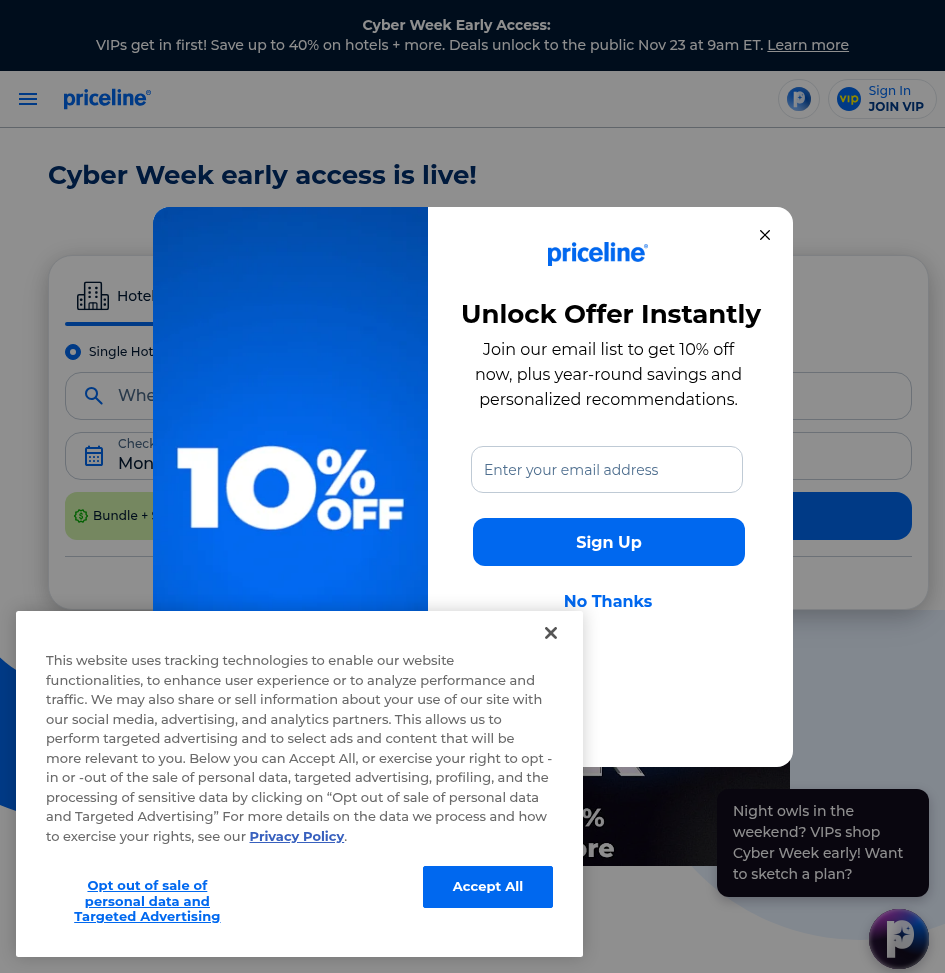 Cyber Week Early Access:
VIPs get in first! Save up to 40% on hotels + more. Deals unlock to the public Nov 23 at 9am ET. Learn more
priceline
Sign In
vip
JOIN VIP
Cyber Week early access is live!
Hotel
Single Hot
Whe
Check
Mon
Bundle +
10%
OFF
priceline
Unlock Offer Instantly
Join our email list to get 10% off
now, plus year-round savings and
personalized recommendations.
Enter your email address
Sign Up
No Thanks
This website uses tracking technologies to enable our website
functionalities, to enhance user experience or to analyze performance and
traffic. We may also share or sell information about your use of our site with
our social media, advertising, and analytics partners. This allows us to
perform targeted advertising and to select ads and content that will be
more relevant to you. Below you can Accept All, or exercise your right to opt -
in or -out of the sale of personal data, targeted advertising, profiling, and the
processing of sensitive data by clicking on “Opt out of sale of personal data
and Targeted Advertising” For more details on the data we process and how
to exercise your rights, see our Privacy Policy.
Opt out of sale of
personal data and
Targeted Advertising
Accept All
%
ore
Night owls in the
weekend? VIPs shop
Cyber Week early! Want
to sketch a plan?
p